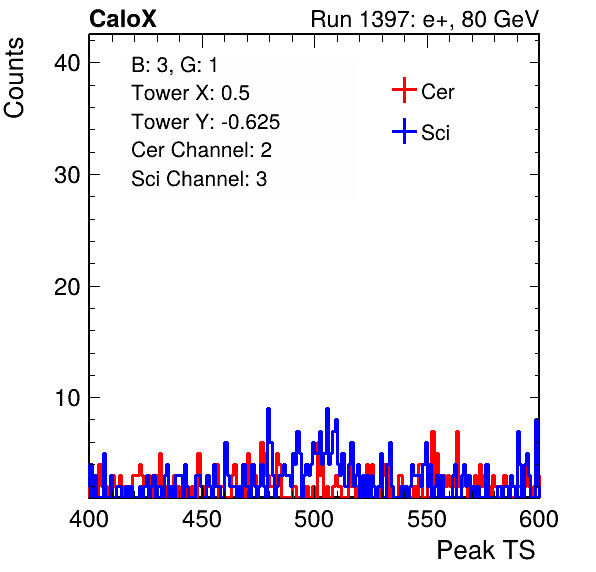 CaloX Run 1397: e+, 80 GeV
Counts
40
30
20
10
B: 3, G: 1
Tower X: 0.5
Tower Y: -0.625
Cer Channel: 2
Sci Channel: 3
Cer
Sci
400 450 500 550 600
Peak TS